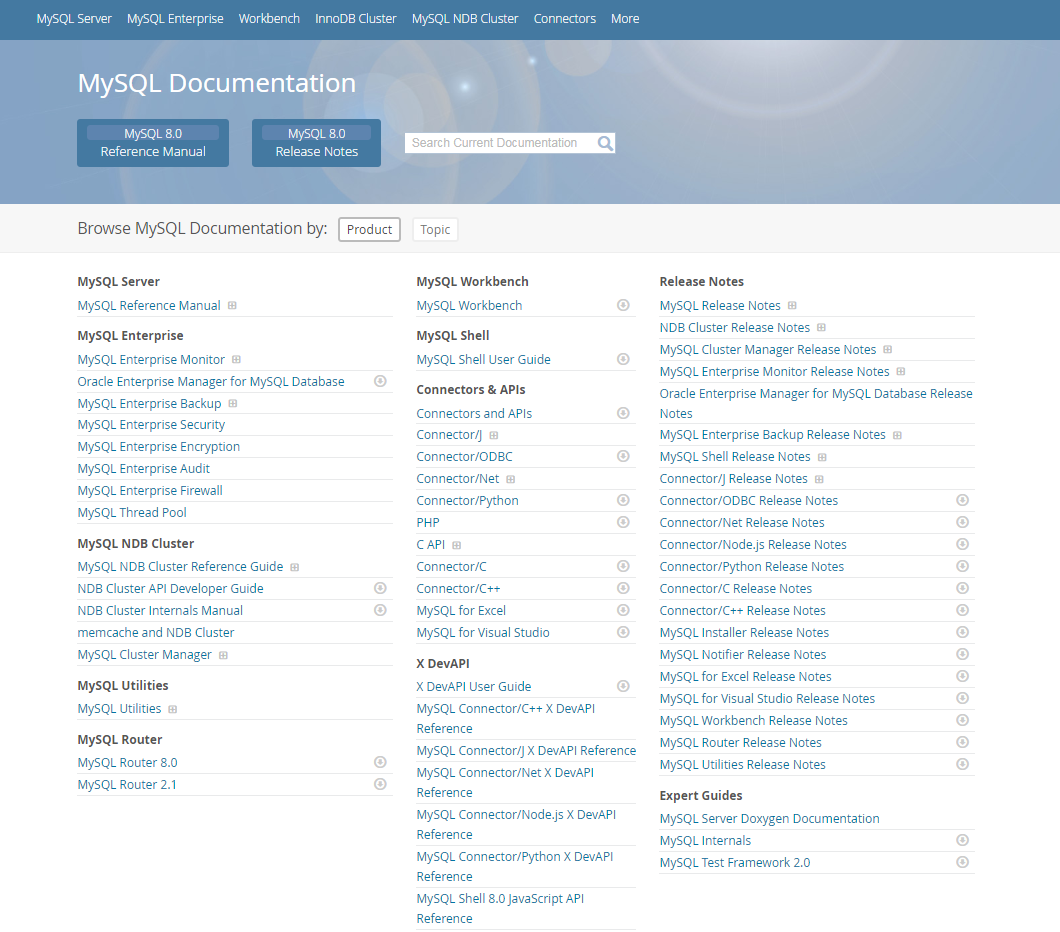 MySQL Server MySQL Enterprise Workbench InnoDB Cluster MySQL NDB Cluster Connectors More
MySQL Documentation
MySQL 8.0
Reference Manual
MySQL 8.0
Release Notes
Search Current Documentation
Browse MySQL Documentation by: Product Topic
MySQL Server
MySQL Reference Manual
MySQL Enterprise
MySQL Enterprise Monitor
Oracle Enterprise Manager for MySQL Database
MySQL Enterprise Backup
MySQL Enterprise Security
MySQL Enterprise Encryption
MySQL Enterprise Audit
MySQL Enterprise Firewall
MySQL Thread Pool
MySQL NDB Cluster
MySQL NDB Cluster Reference Guide
NDB Cluster API Developer Guide
NDB Cluster Internals Manual
memcache and NDB Cluster
MySQL Cluster Manager
MySQL Utilities
MySQL Utilities
MySQL Router
MySQL Router 8.0
MySQL Router 2.1
MySQL Workbench
MySQL Workbench
MySQL Shell
MySQL Shell User Guide
Connectors & APIs
Connectors and APIs
Connector/J
Connector/ODBC
Connector/Net
Connector/Python
PHP
C API
Connector/C
Connector/C++
MySQL for Excel
MySQL for Visual Studio
X DevAPI
X DevAPI User Guide
MySQL Connector/C++ X DevAPI
Reference
MySQL Connector/J X DevAPI Reference
MySQL Connector/Net X DevAPI
Reference
MySQL Connector/Node.js X DevAPI
Reference
MySQL Connector/Python X DevAPI
Reference
MySQL Shell 8.0 JavaScript API
Reference
Release Notes
MySQL Release Notes
NDB Cluster Release Notes
MySQL Cluster Manager Release Notes
MySQL Enterprise Monitor Release Notes
Oracle Enterprise Manager for MySQL Database Release
Notes
MySQL Enterprise Backup Release Notes
MySQL Shell Release Notes
Connector/J Release Notes
Connector/ODBC Release Notes
Connector/Net Release Notes
Connector/Node.js Release Notes
Connector/Python Release Notes
Connector/C Release Notes
Connector/C++ Release Notes
MySQL Installer Release Notes
MySQL Notifier Release Notes
MySQL for Excel Release Notes
MySQL for Visual Studio Release Notes
MySQL Workbench Release Notes
MySQL Router Release Notes
MySQL Utilities Release Notes
Expert Guides
MySQL Server Doxygen Documentation
MySQL Internals
MySQL Test Framework 2.0